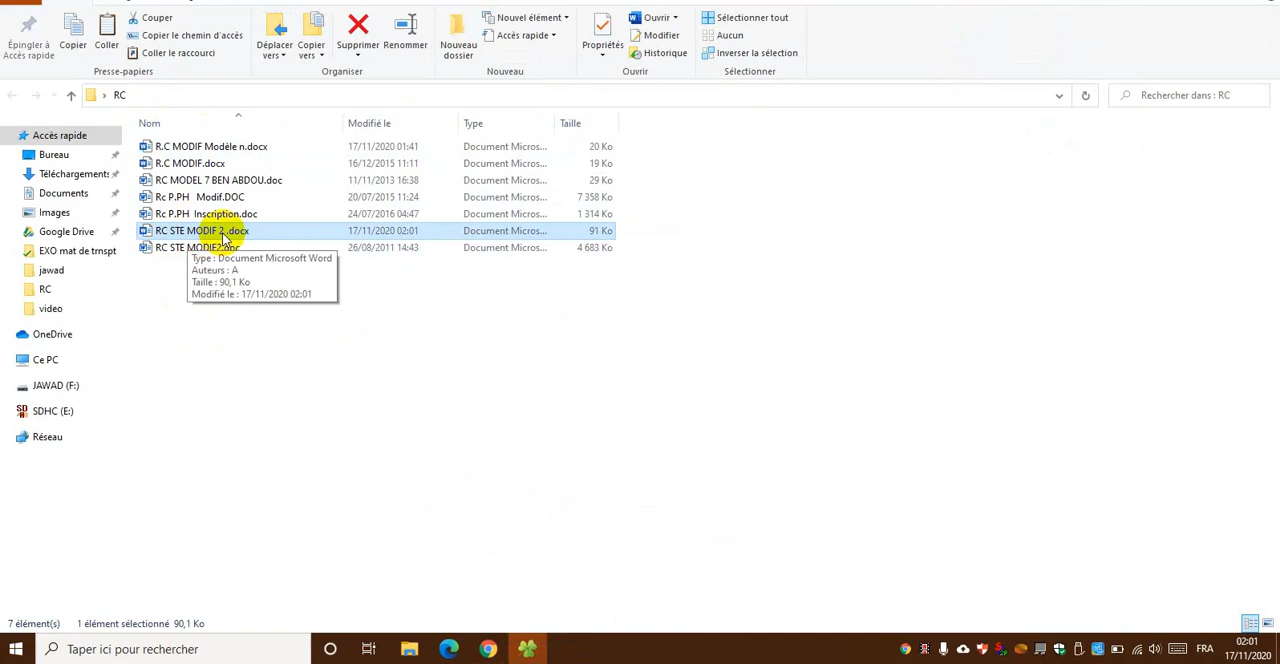 Épingler à Accès rapide
Copier
Coller
Couper
Copier le chemin d'accès
Coller le raccourci
Presse-papiers
Déplacer vers
Copier vers
Supprimer
Renommer
Organiser
Nouveau dossier
Nouvel élément
Accès rapide
Nouveau
Propriétés
Ouvrir
Modifier
Historique
Ouvrir
Sélectionner tout
Aucun
Inverser la sélection
Sélectionner
RC
Rechercher dans : RC
Nom Modifié le Type Taille
R.C MODIF Modèle n.docx 17/11/2020 01:41 Document Micros... 20 Ko
R.C MODIF.docx 16/12/2015 11:11 Document Micros... 19 Ko
RC MODEL 7 BEN ABDOU.doc 11/11/2013 16:38 Document Micros... 29 Ko
Rc P.PH Modif.DOC 20/07/2015 11:24 Document Micros... 7 358 Ko
Rc P.PH Inscription.doc 24/07/2016 04:47 Document Micros... 1 314 Ko
RC STE MODIF 2 .docx 17/11/2020 02:01 Document Micros... 91 Ko
RC STE MODIF2.doc 26/08/2011 14:43 Document Micros... 4 683 Ko
Type : Document Microsoft Word
Auteurs : A
Taille : 90,1 Ko
Modifié le : 17/11/2020 02:01
Accès rapide
Bureau
Téléchargements
Documents
Images
Google Drive
EXO mat de trnspt
jawad
RC
video
OneDrive
Ce PC
JAWAD (F:)
SDHC (E:)
Réseau
7 élément(s) 1 élément sélectionné 90,1 Ko
Taper ici pour rechercher
FRA
02:01
17/11/2020